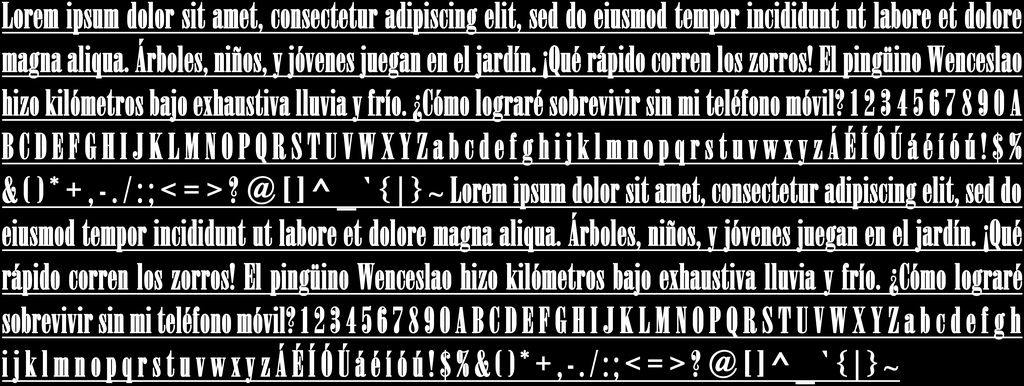 Lorem ipsum dolor sit amet, consectetur adipiscing elit, sed do eiusmod tempor incididunt ut labore et dolore
magna aliqua. Árboles, niños, y jóvenes juegan en el jardín. ¡Qué rápido corren los zorros! El pingüino Wenceslao
hizo kilómetros bajo exhaustiva lluvia y frío. ¿Cómo lograré sobrevivir sin mi teléfono móvil? 1 2 3 4 5 6 7 8 9 0 A
B C D E F G H I J K L M N O P Q R S T U V W X Y Z a b c d e f g h i j k l m n o p q r s t u v w x y z Á É Í Ó Ú á é í ó ú ! $ %
& ( ) * + , - . / : ; < = > ? @ [ ] ^ _ ` { | } ~ Lorem ipsum dolor sit amet, consectetur adipiscing elit, sed do
eiusmod tempor incididunt ut labore et dolore magna aliqua. Árboles, niños, y jóvenes juegan en el jardín. ¡Qué
rápido corren los zorros! El pingüino Wenceslao hizo kilómetros bajo exhaustiva lluvia y frío. ¿Cómo lograré
sobrevivir sin mi teléfono móvil? 1 2 3 4 5 6 7 8 9 0 A B C D E F G H I J K L M N O P Q R S T U V W X Y Z a b c d e f g h
i j k l m n o p q r s t u v w x y z Á É Í Ó Ú á é í ó ú ! $ % & ( ) * + , - . / : ; < = > ? @ [ ] ^ _ ` { | } ~